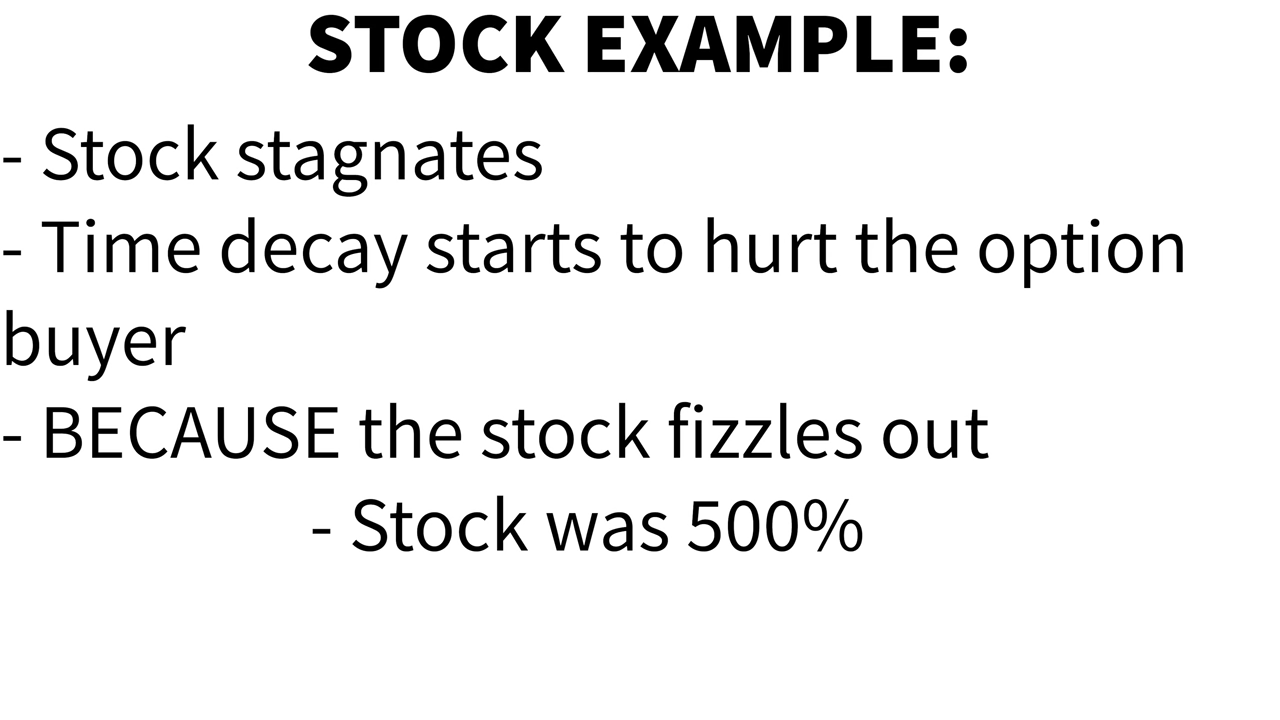 STOCK EXAMPLE:
- Stock stagnates
- Time decay starts to hurt the option
buyer
- BECAUSE the stock fizzles out
- Stock was 500%